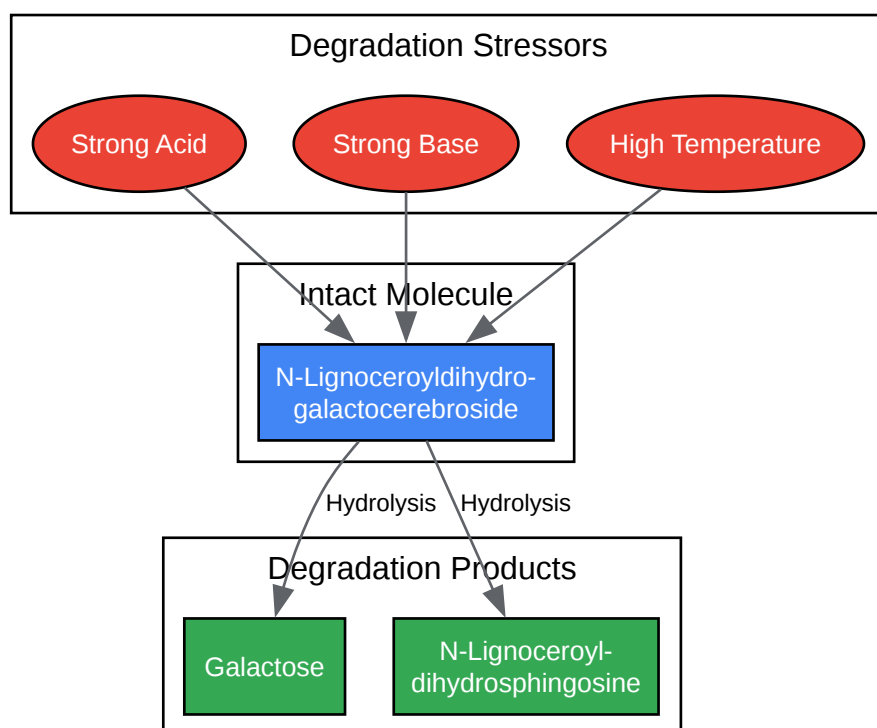 Degradation Stressors
Strong Acid
Strong Base
High Temperature
Intact Molecule
N-Lignoceroyldihydro-
galactocerebroside
Hydrolysis
Hydrolysis
Degradation Products
Galactose
N-Lignoceroyl-
dihydrosphingosine